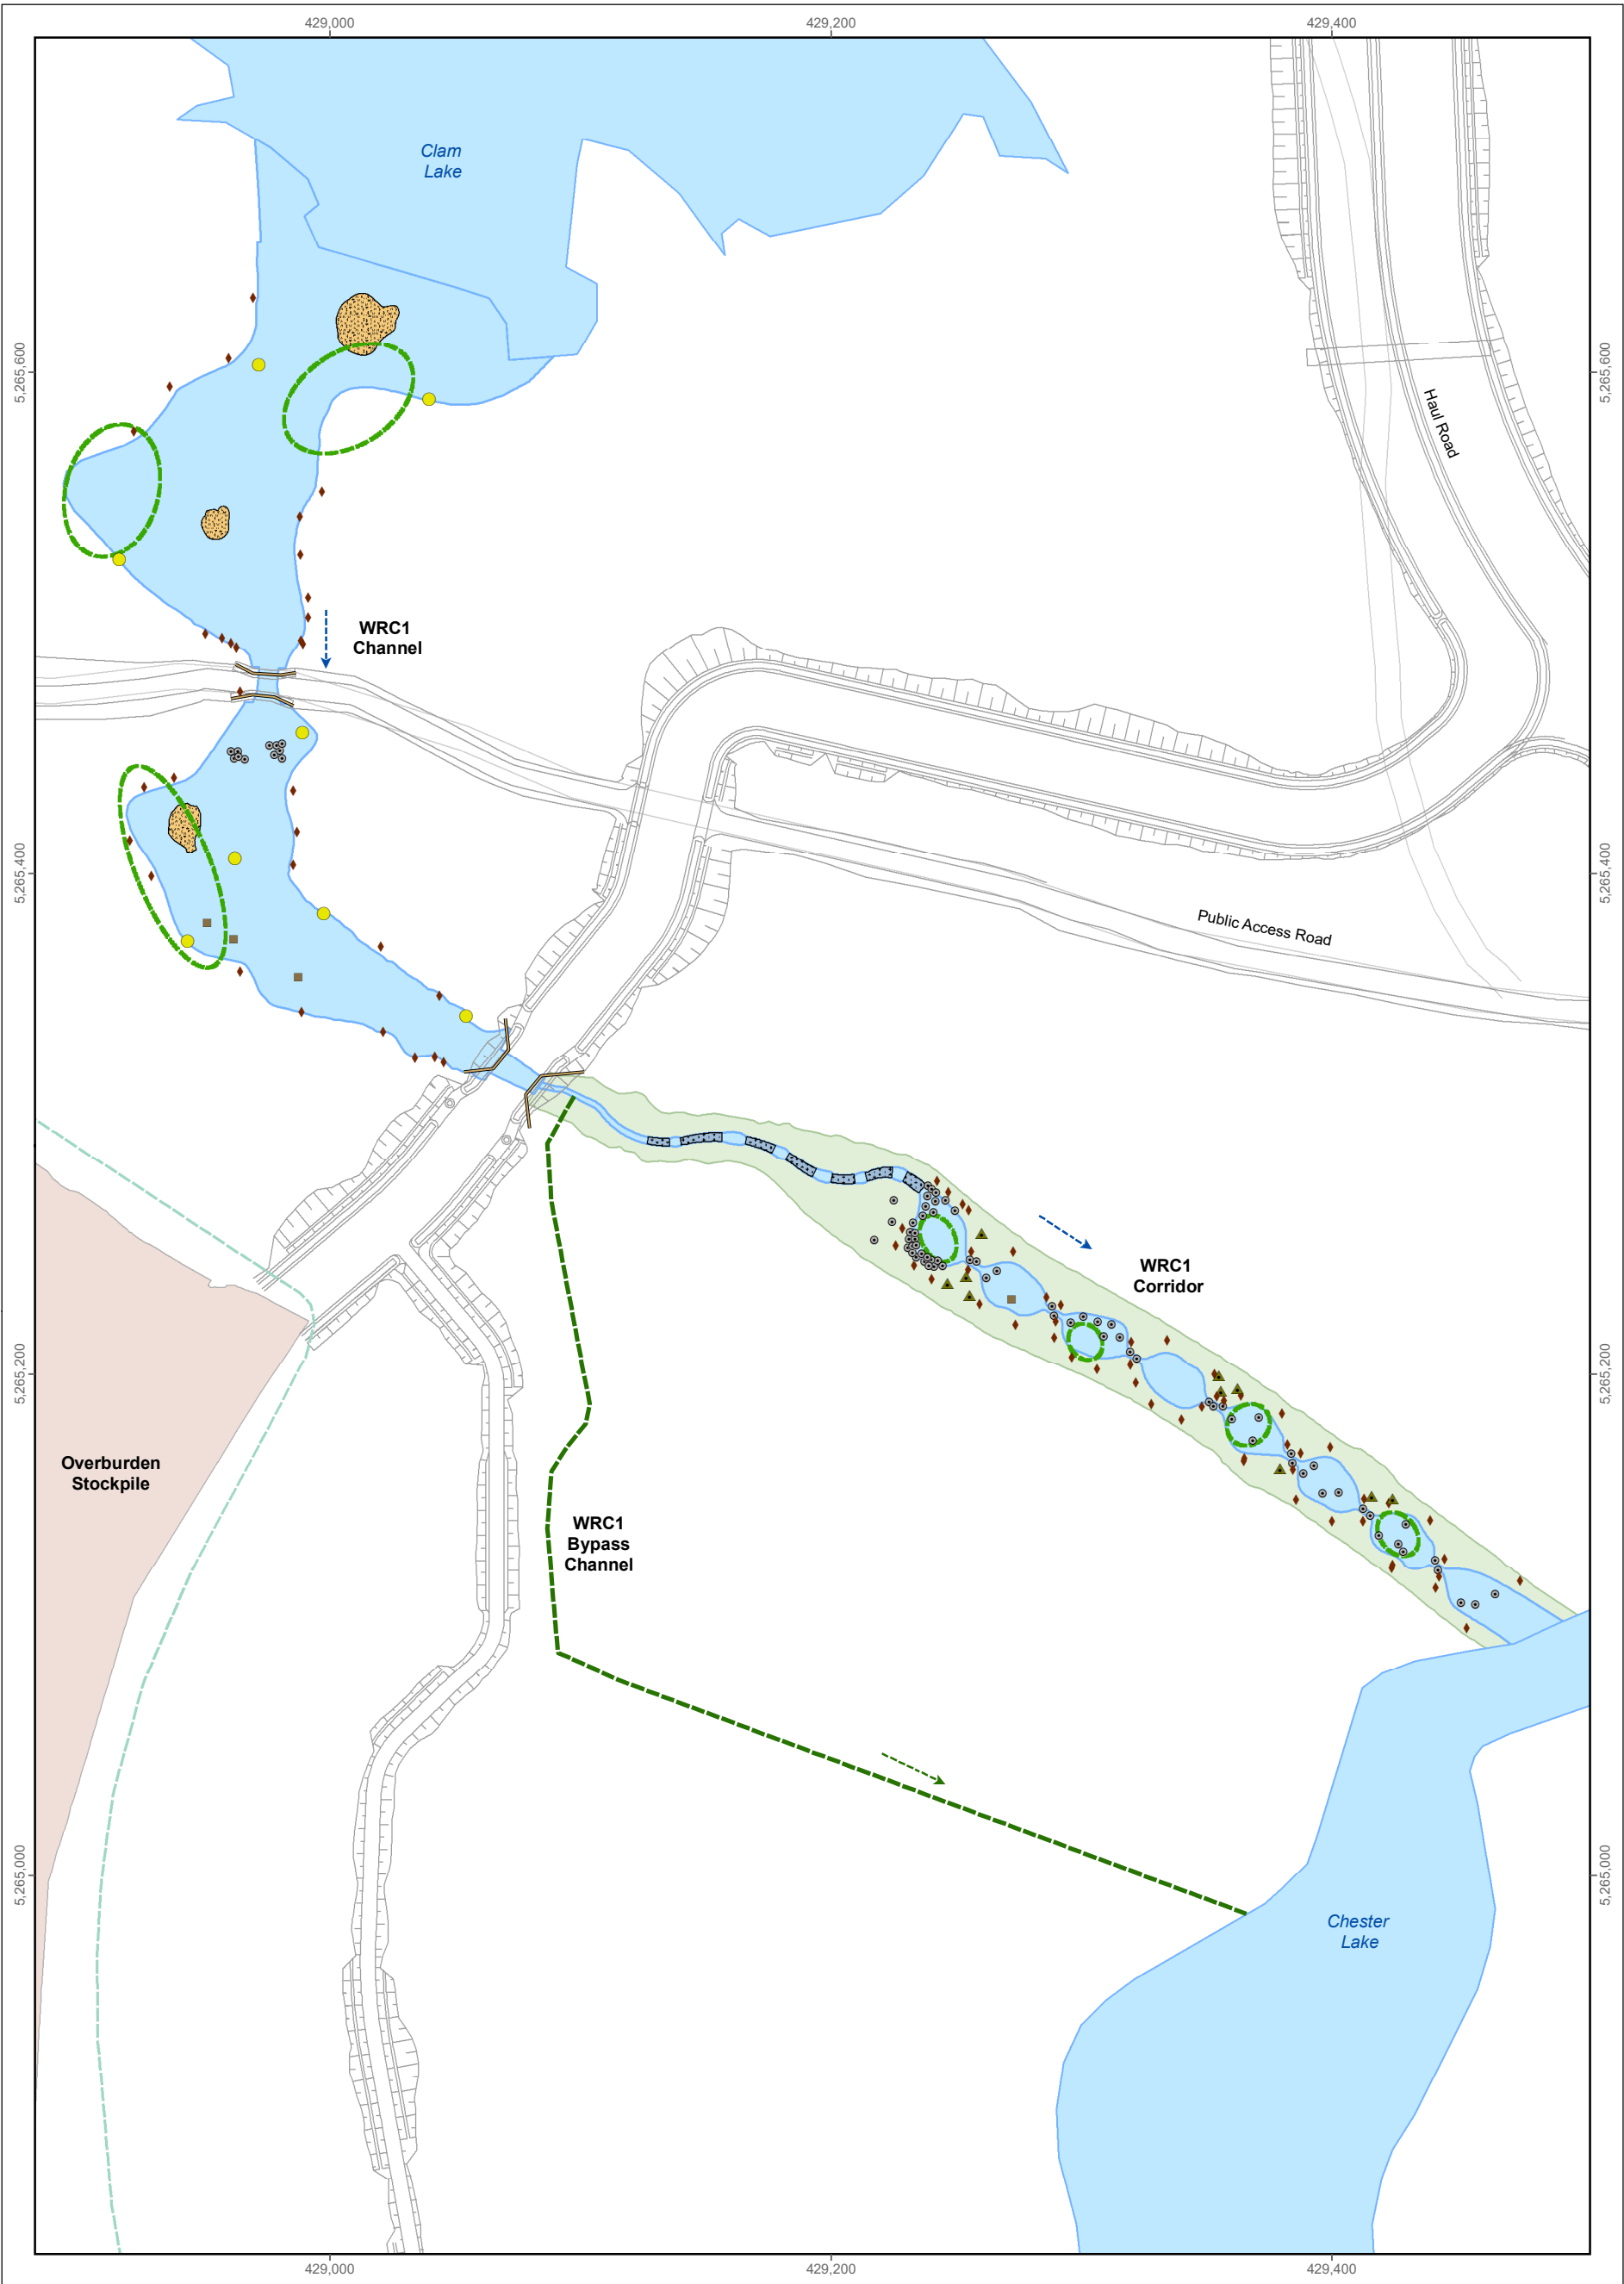 429,000
429,200
429,400
Clam
Lake
5,265,600
5,265,600
Haul Road
WRC1
Channel
5,265,400
5,265,400
Public Access Road
WRC1
Corridor
5,265,200
5,265,200
Overburden
Stockpile
WRC1
Bypass
Channel
5,265,000
5,265,000
Chester
Lake
429,000
429,200
429,400